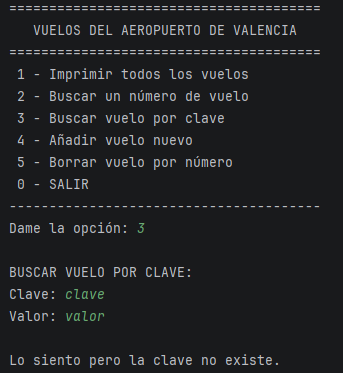 =======================================
VUELOS DEL AEROPUERTO DE VALENCIA
=======================================
1 - Imprimir todos los vuelos
2 - Buscar un número de vuelo
3 - Buscar vuelo por clave
4 - Añadir vuelo nuevo
5 - Borrar vuelo por número
0 - SALIR
---------------------------------------
Dame la opción: 3
BUSCAR VUELO POR CLAVE:
Clave: clave
Valor: valor
Lo siento pero la clave no existe.